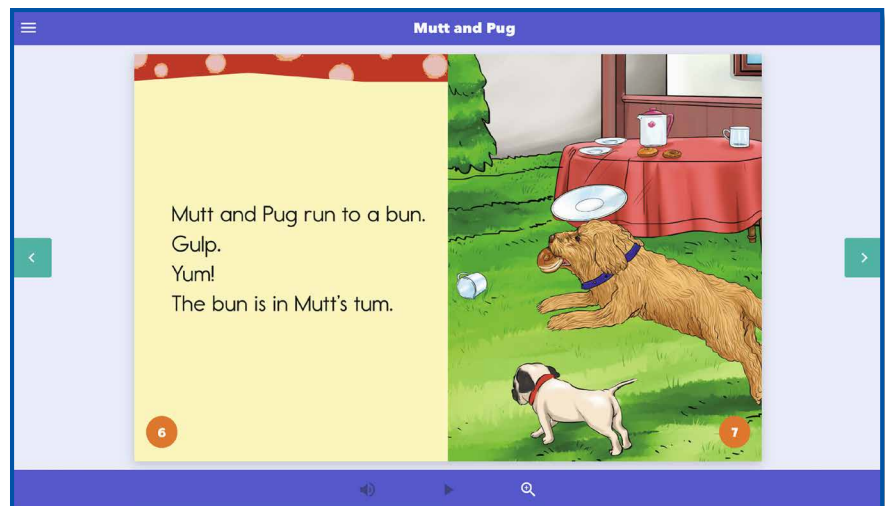 Mutt and Pug
Mutt and Pug run to a bun.
Gulp.
Yum!
The bun is in Mutt's tum.
6
7